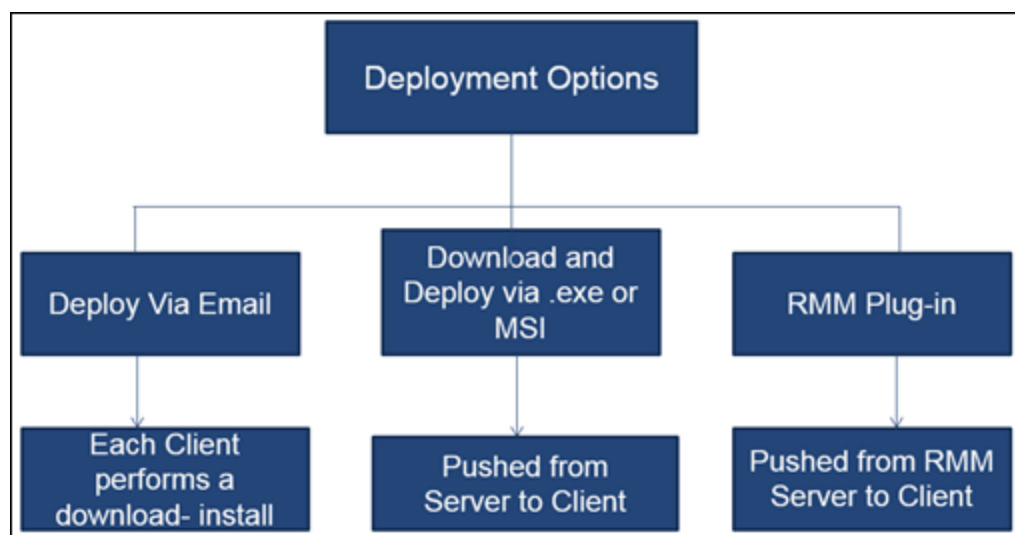 Deployment Options
Deploy Via Email
Download and
Deploy via .exe or
MSI
RMM Plug-in
Each Client
performs a
download- install
Pushed from
Server to Client
Pushed from RMM
Server to Client